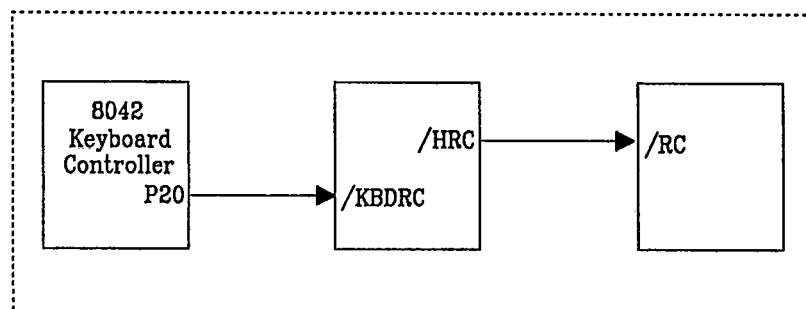 8042
Keyboard
Controller
P20
/KBDRC
/HRC
/RC